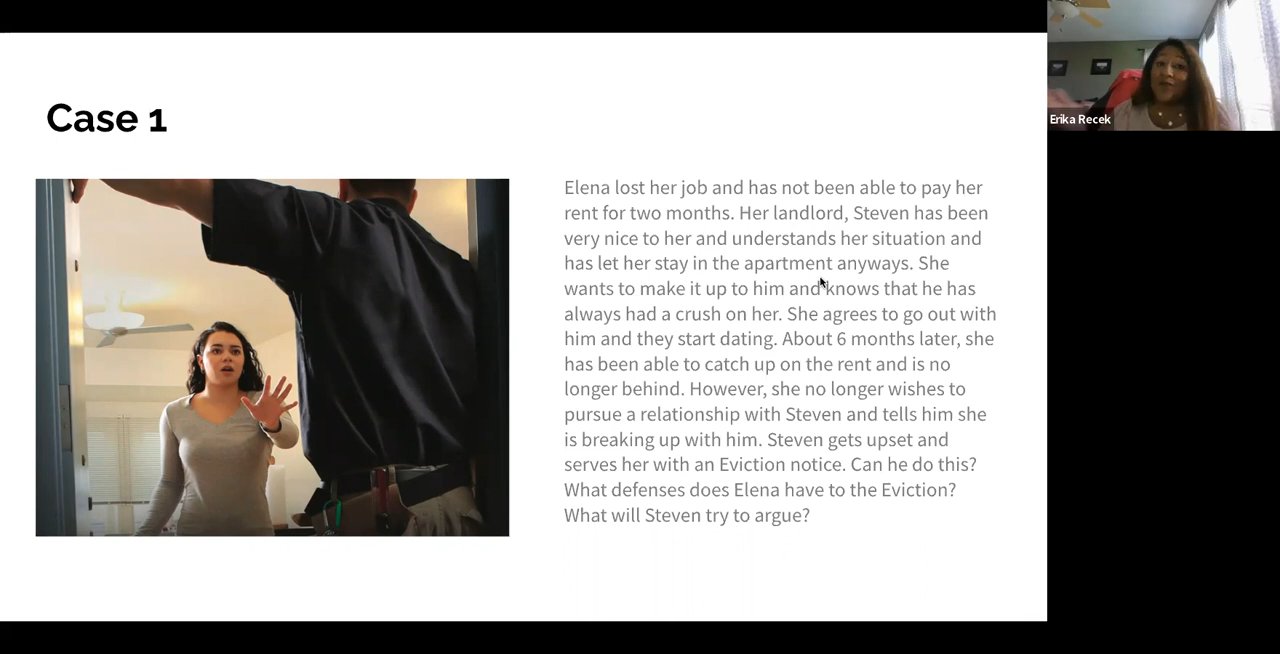 Case 1
Elena lost her job and has not been able to pay her
rent for two months. Her landlord, Steven has been
very nice to her and understands her situation and
has let her stay in the apartment anyways. She
wants to make it up to him and knows that he has
always had a crush on her. She agrees to go out with
him and they start dating. About 6 months later, she
has been able to catch up on the rent and is no
longer behind. However, she no longer wishes to
pursue a relationship with Steven and tells him she
is breaking up with him. Steven gets upset and
serves her with an Eviction notice. Can he do this?
What defenses does Elena have to the Eviction?
What will Steven try to argue?
Erika Recek